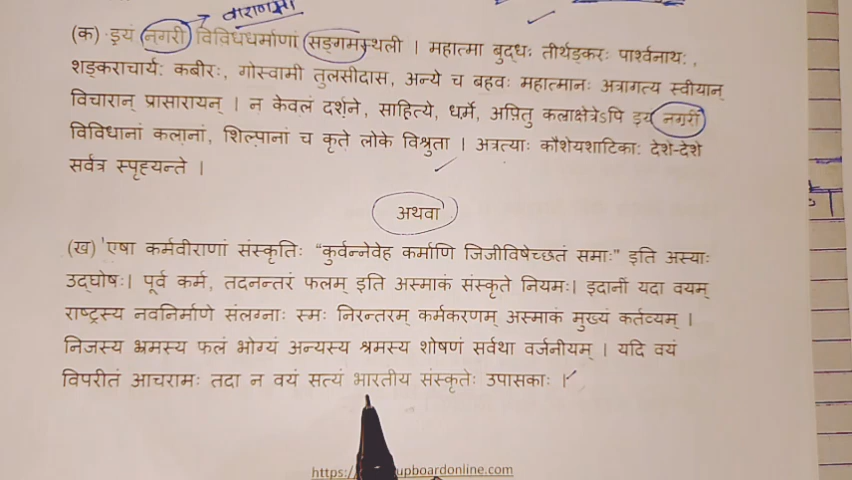 वाराणसी
(क) इयं नगरी विविधधर्माणां सङ्गमस्थली । महात्मा बुद्धः तीर्थङ्करः पार्श्वनाथः,
शङ्कराचार्यः कबीरः, गोस्वामी तुलसीदास, अन्ये च बहवः महात्मानः अत्रागत्य स्वीयान्
विचारान् प्रासारायन् । न केवलं दर्शने, साहित्ये, धर्मे, अपितु कलाक्षेत्रेऽपि इयं नगरी
विविधानां कलानां, शिल्पानां च कृते लोके विश्रुता । अत्रत्याः कौशेयशाटिकाः देशे-देशे
सर्वत्र स्पृह्यन्ते ।
अथवा
(ख) 'एषा कर्मवीराणां संस्कृतिः "कुर्वन्नेवेह कर्माणि जिजीविषेच्छतं समाः" इति अस्याः
उद्घोषः। पूर्व कर्म, तदनन्तरं फलम् इति अस्माकं संस्कृते नियमः। इदानीं यदा वयम्
राष्ट्रस्य नवनिर्माणे संलग्नाः स्मः निरन्तरम् कर्मकरणम् अस्माकं मुख्यं कर्तव्यम् ।
निजस्य श्रमस्य फलं भोग्यं अन्यस्य श्रमस्य शोषणं सर्वथा वर्जनीयम् । यदि वयं
विपरीतं आचरामः तदा न वयं सत्यं भारतीय संस्कृतेः उपासकाः ।
https:/ upboardonline.com